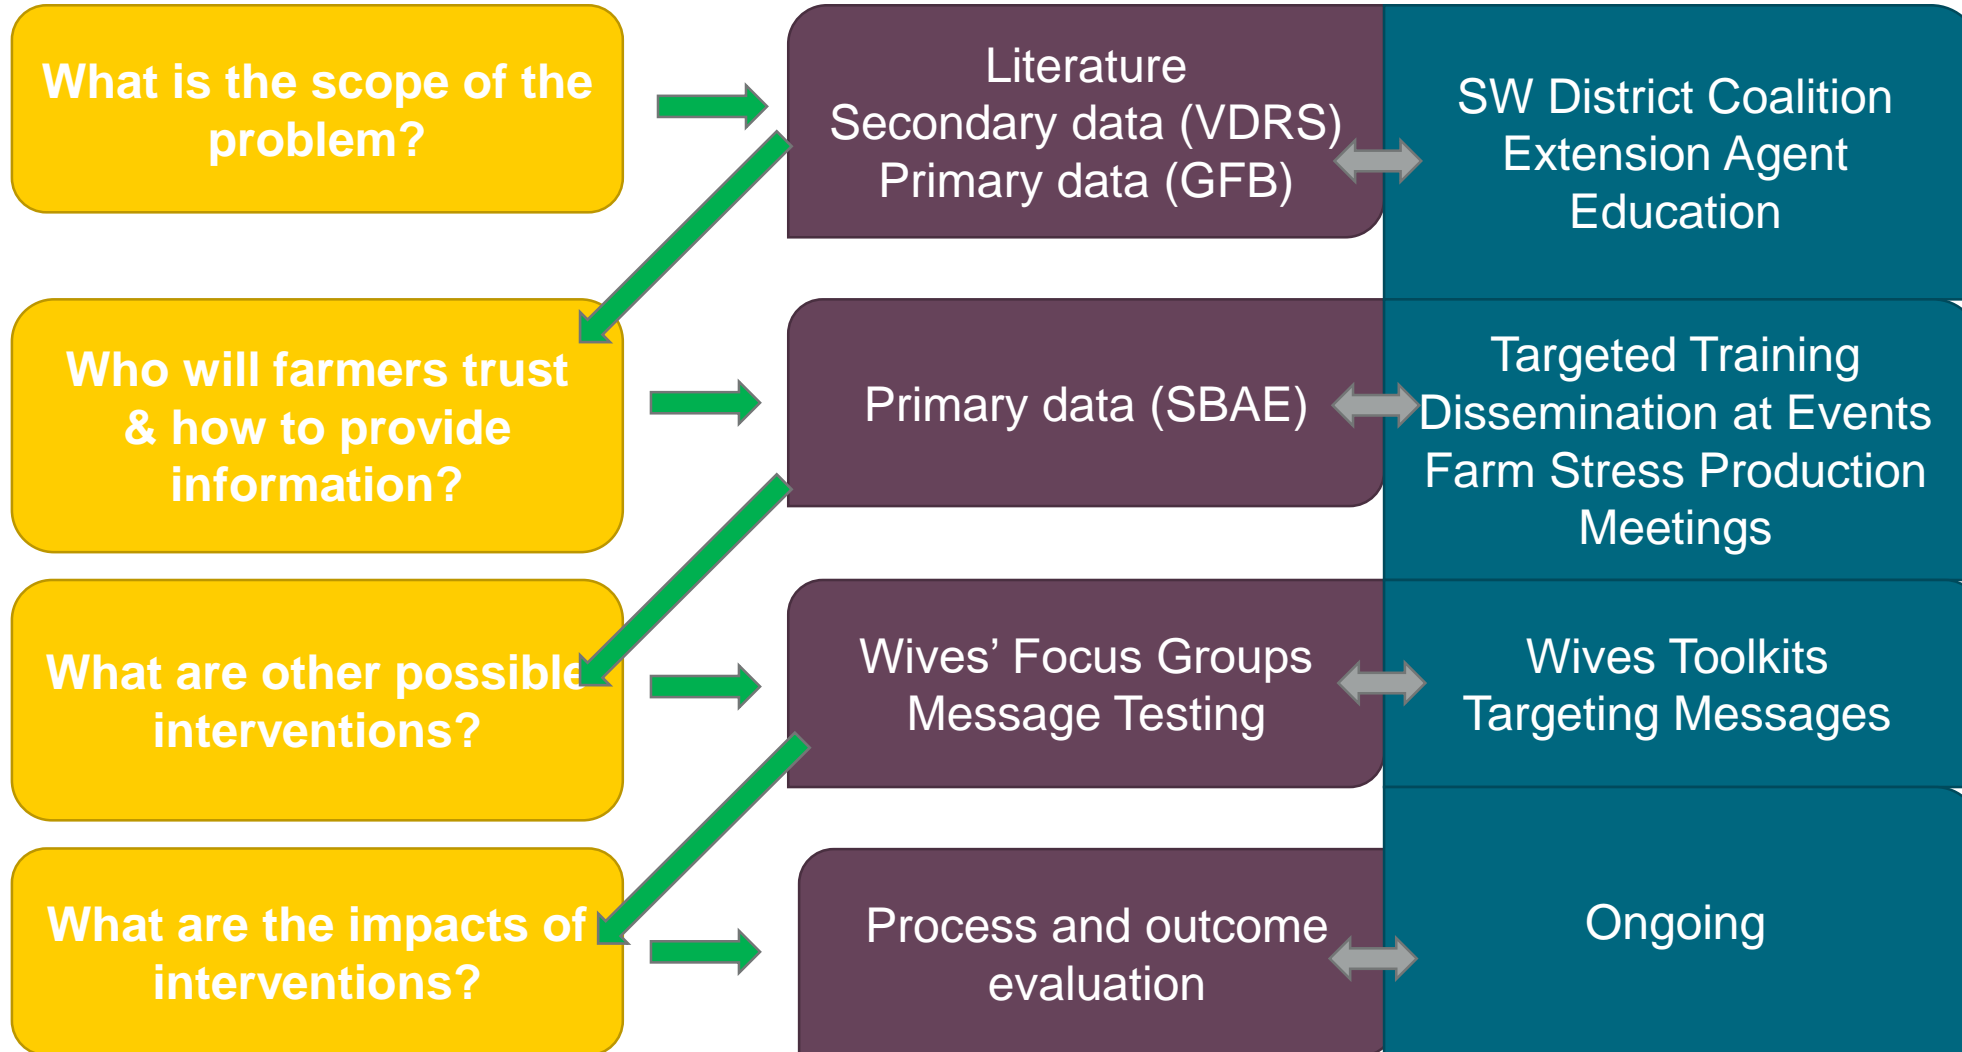 What is the scope of the
problem?
Literature
Secondary data (VDRS)
Primary data (GFB)
SW District Coalition
Extension Agent
Education
Who will farmers trust
& how to provide
information?
Primary data (SBAE)
Targeted Training
Dissemination at Events
Farm Stress Production
Meetings
What are other possible
interventions?
Wives’ Focus Groups
Message Testing
Wives Toolkits
Targeting Messages
What are the impacts of
interventions?
Process and outcome
evaluation
Ongoing